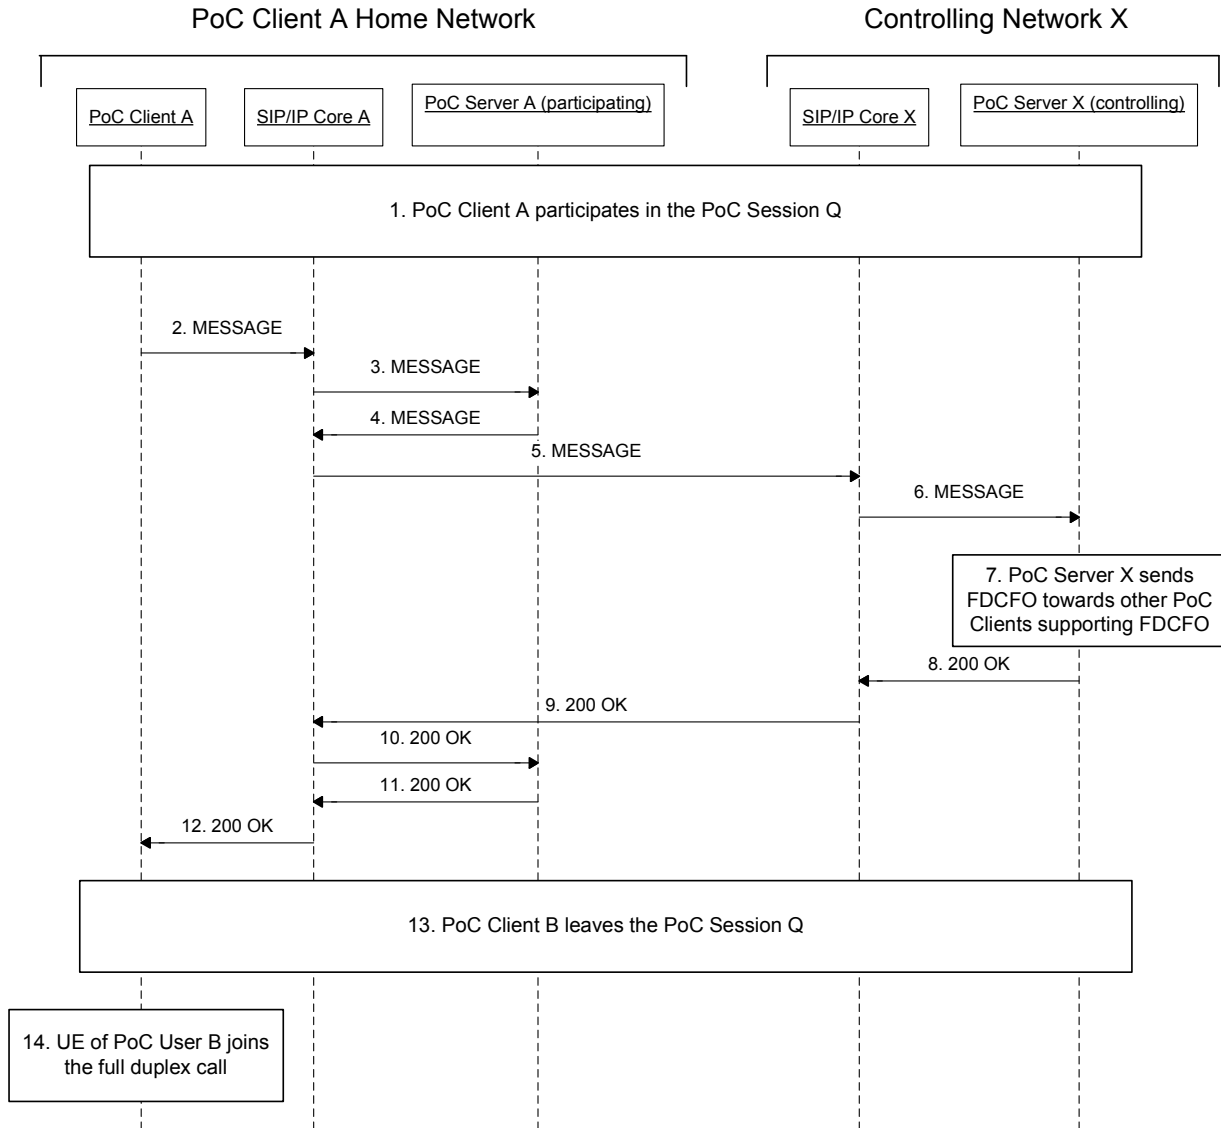 PoC Client A Home Network
Controlling Network X
PoC Client A
SIP/IP Core A
PoC Server A (participating)
SIP/IP Core X
PoC Server X (controlling)
1. PoC Client A participates in the PoC Session Q
2. MESSAGE
3. MESSAGE
4. MESSAGE
5. MESSAGE
6. MESSAGE
7. PoC Server X sends
FDCFO towards other PoC
Clients supporting FDCFO
8. 200 OK
9. 200 OK
10. 200 OK
11. 200 OK
12. 200 OK
13. PoC Client B leaves the PoC Session Q
14. UE of PoC User B joins
the full duplex call